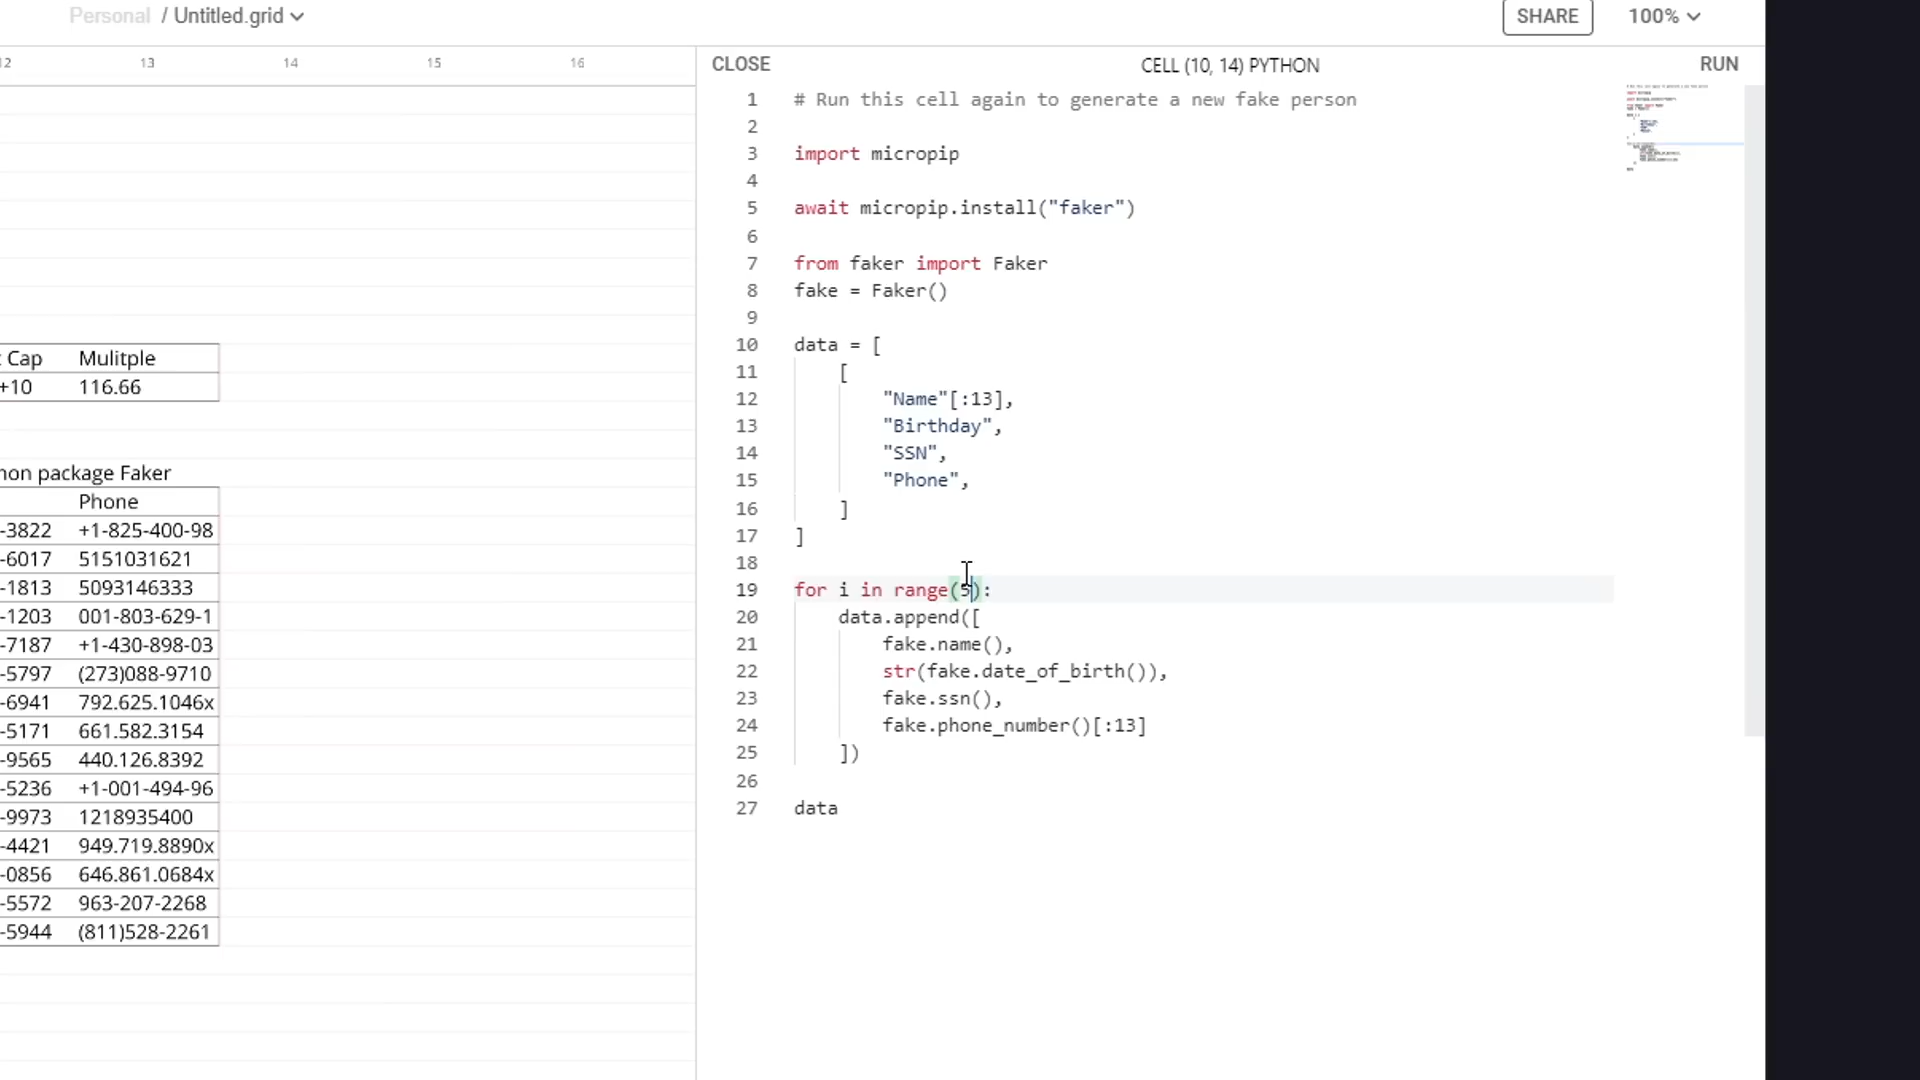 Personal / Untitled.grid
SHARE
100%
12 13 14 15 16
Cap Mulitple
+10 116.66
package Faker
Phone
-3822 +1-825-400-98
-6017 5151031621
-1813 5093146333
-1203 001-803-629-1
-7187 +1-430-898-03
-5797 (273)088-9710
-6941 792.625.1046x
-5171 661.582.3154
-9565 440.126.8392
-5236 +1-001-494-96
-9973 1218935400
-4421 949.719.8890x
-0856 646.861.0684x
-5572 963-207-2268
-5944 (811)528-2261
CLOSE
CELL (10, 14) PYTHON
RUN
1 # Run this cell again to generate a new fake person
2
3 import micropip
4
5 await micropip.install("faker")
6
7 from faker import Faker
8 fake = Faker()
9
10 data = [
11 [
12 "Name"[:13],
13 "Birthday",
14 "SSN",
15 "Phone",
16 ]
17 ]
18
19 for i in range(5):
20 data.append([
21 fake.name(),
22 str(fake.date_of_birth()),
23 fake.ssn(),
24 fake.phone_number()[:13]
25 ])
26
27 data